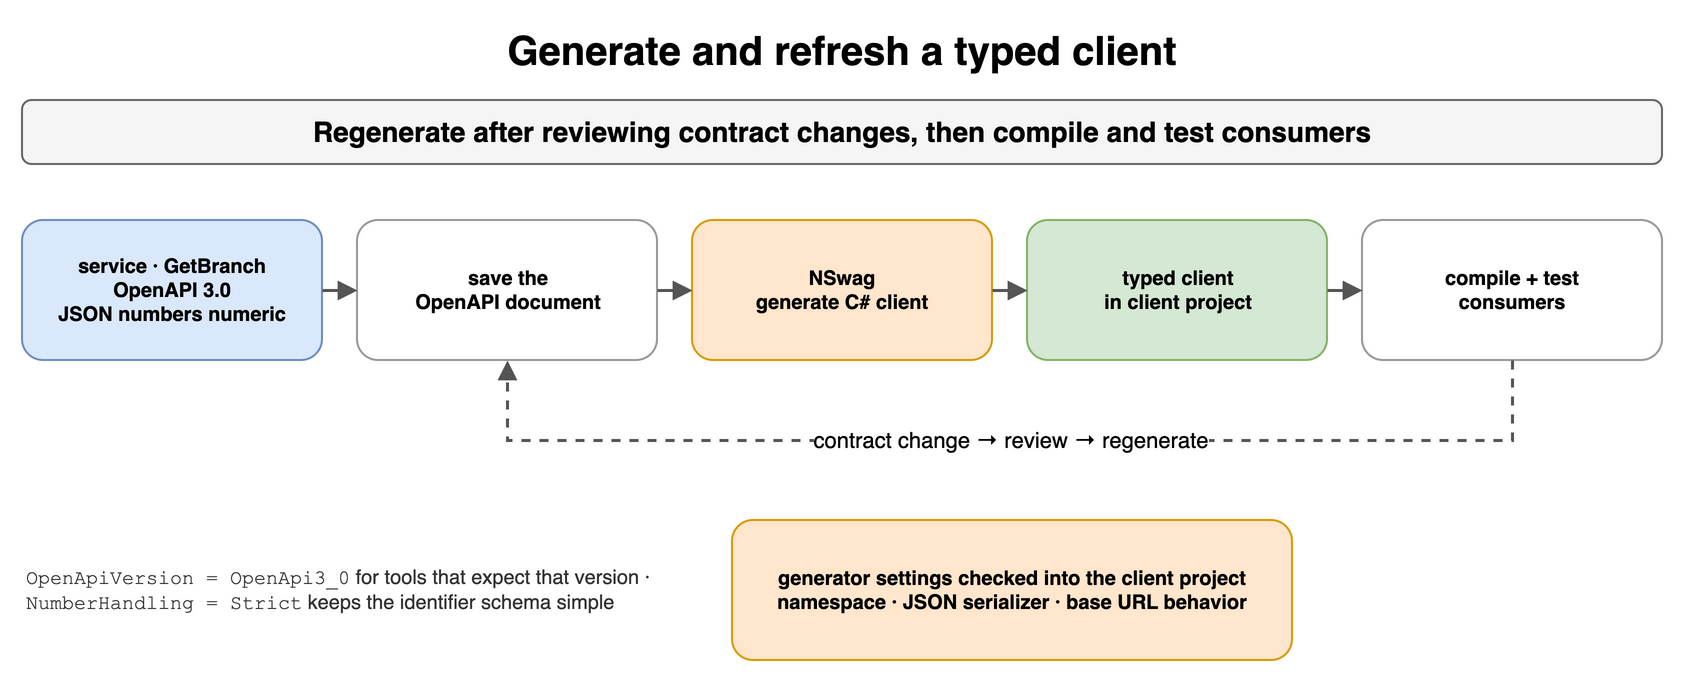 Generate and refresh a typed client
Regenerate after reviewing contract changes, then compile and test consumers
service · GetBranch
OpenAPI 3.0
JSON numbers numeric
save the
OpenAPI document
NSwag
generate C# client
typed client
in client project
compile + test
consumers
contract change → review → regenerate
OpenApiVersion = OpenApi3_0 for tools that expect that version ·
NumberHandling = Strict keeps the identifier schema simple
generator settings checked into the client project
namespace · JSON serializer · base URL behavior